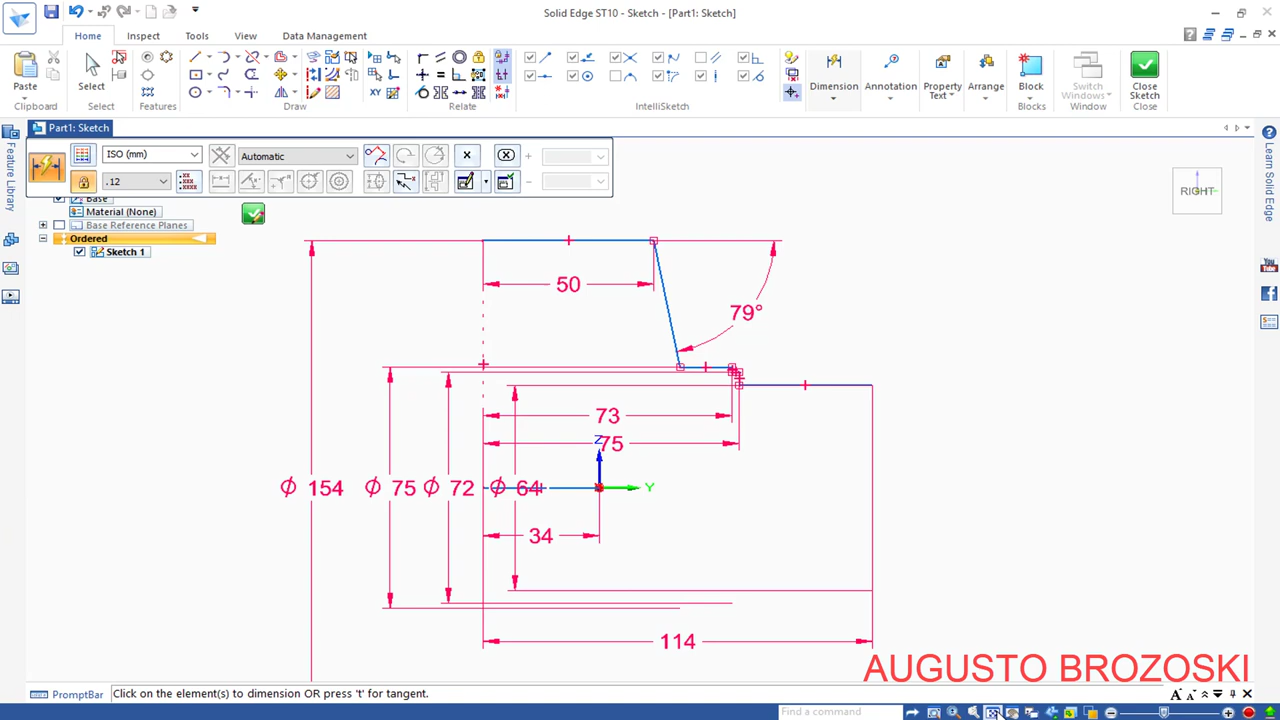 Solid Edge ST10 - Sketch - [Part1: Sketch]
Home Inspect Tools View Data Management
Paste Select Dimension Annotation Property Text Arrange Block Switch Windows Close Sketch
Clipboard Select Features Draw Relate IntelliSketch Blocks Window Close
Part1: Sketch
ISO (mm) Automatic
.12
Feature Library
Learn Solid Edge
You Tube
Base
Material (None)
Base Reference Planes
Ordered
Sketch 1
RIGHT
50
79°
73
75
Z
Y
ϕ 154 ϕ 75 ϕ 72 ϕ 64
34
114
AUGUSTO BROZOSKI
PromptBar Click on the element(s) to dimension OR press 't' for tangent.
Find a command